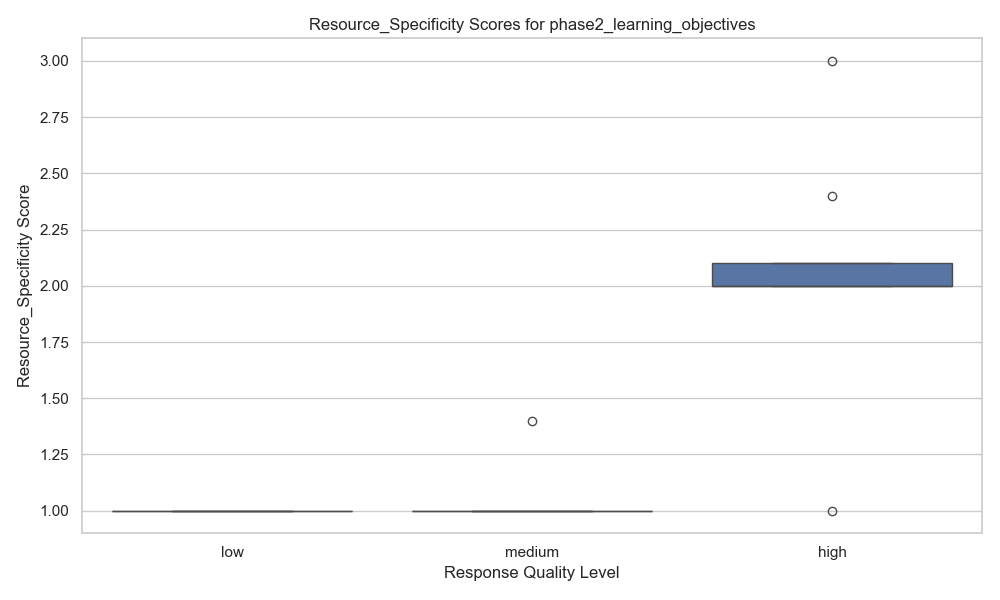 Resource_Specificity Scores for phase2_learning_objectives
3.00
2.75
2.50
2.25
2.00
1.75
1.50
1.25
1.00
Resource_Specificity Score
low medium high
Response Quality Level